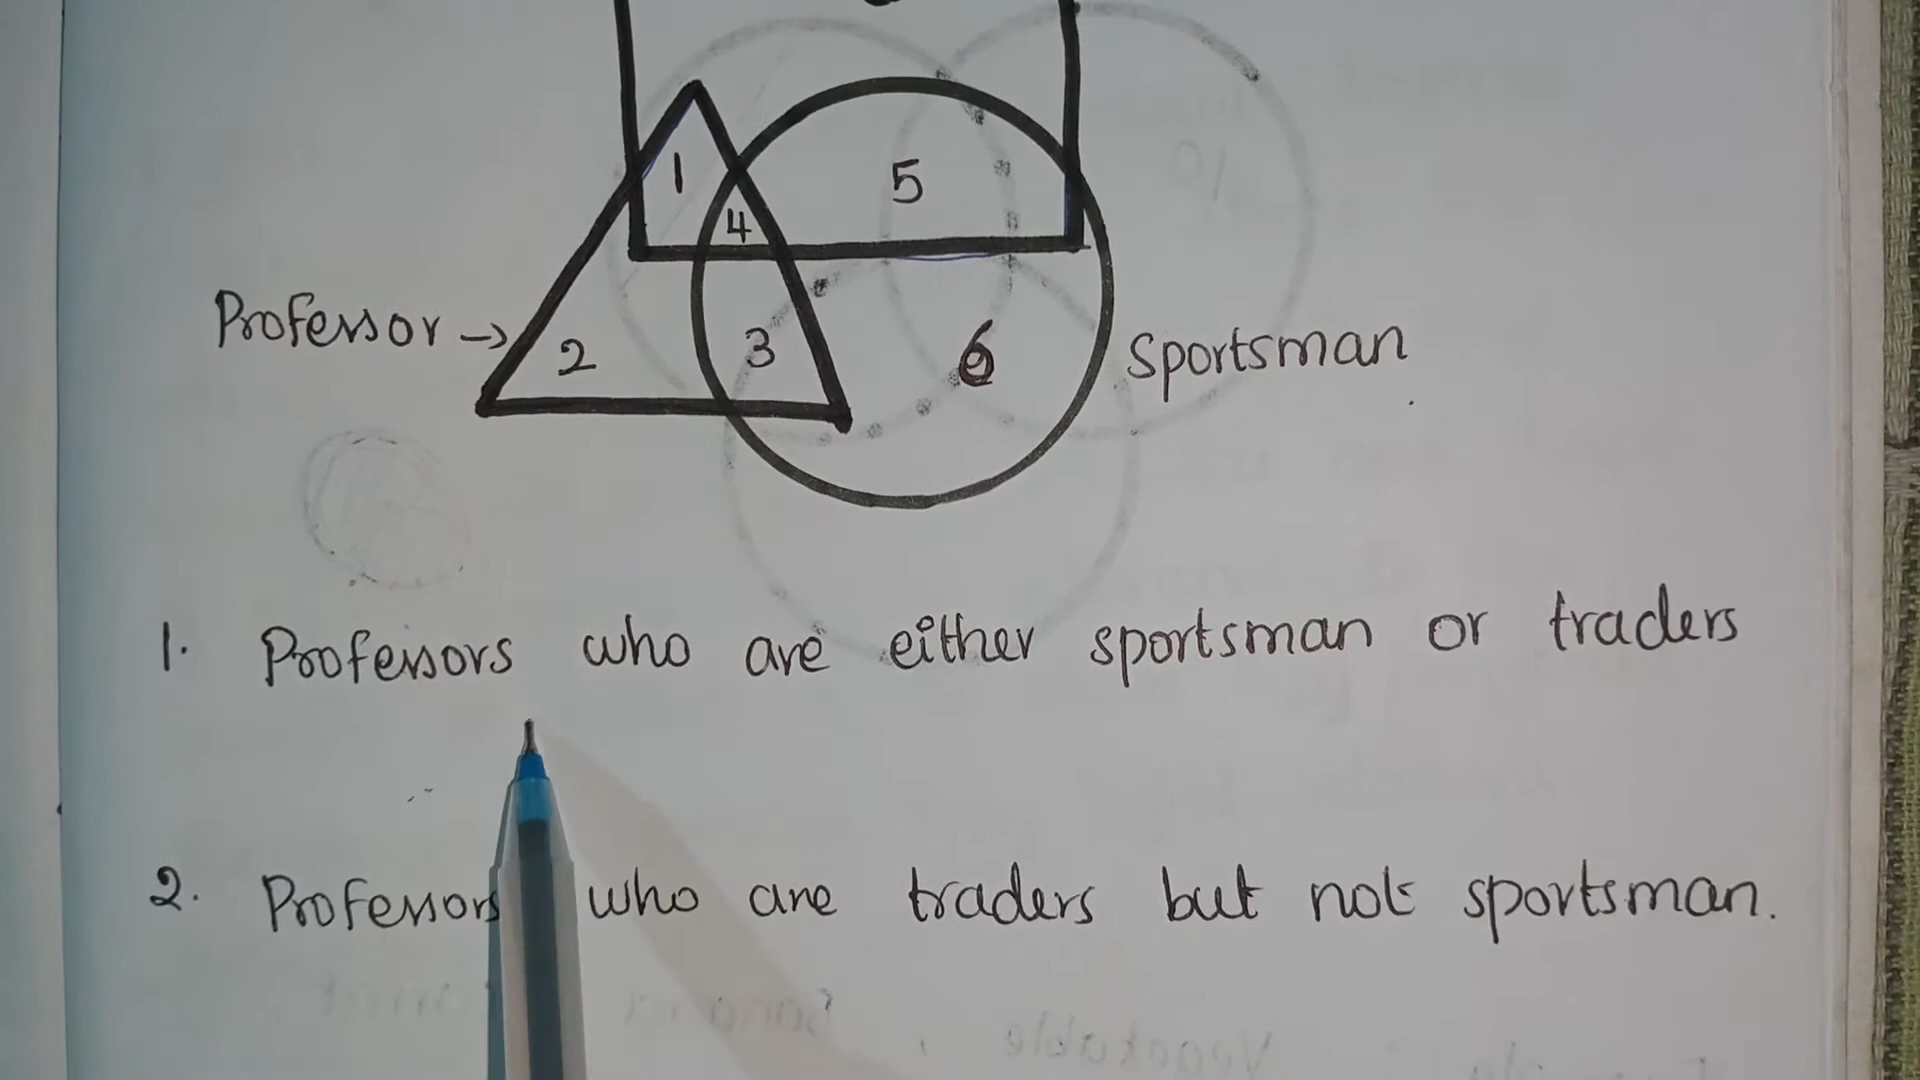 1
5
4
Professor →
2
3
6
Sportsman
1. Professors who are either sportsman or traders
2. Professors who are traders but not sportsman.